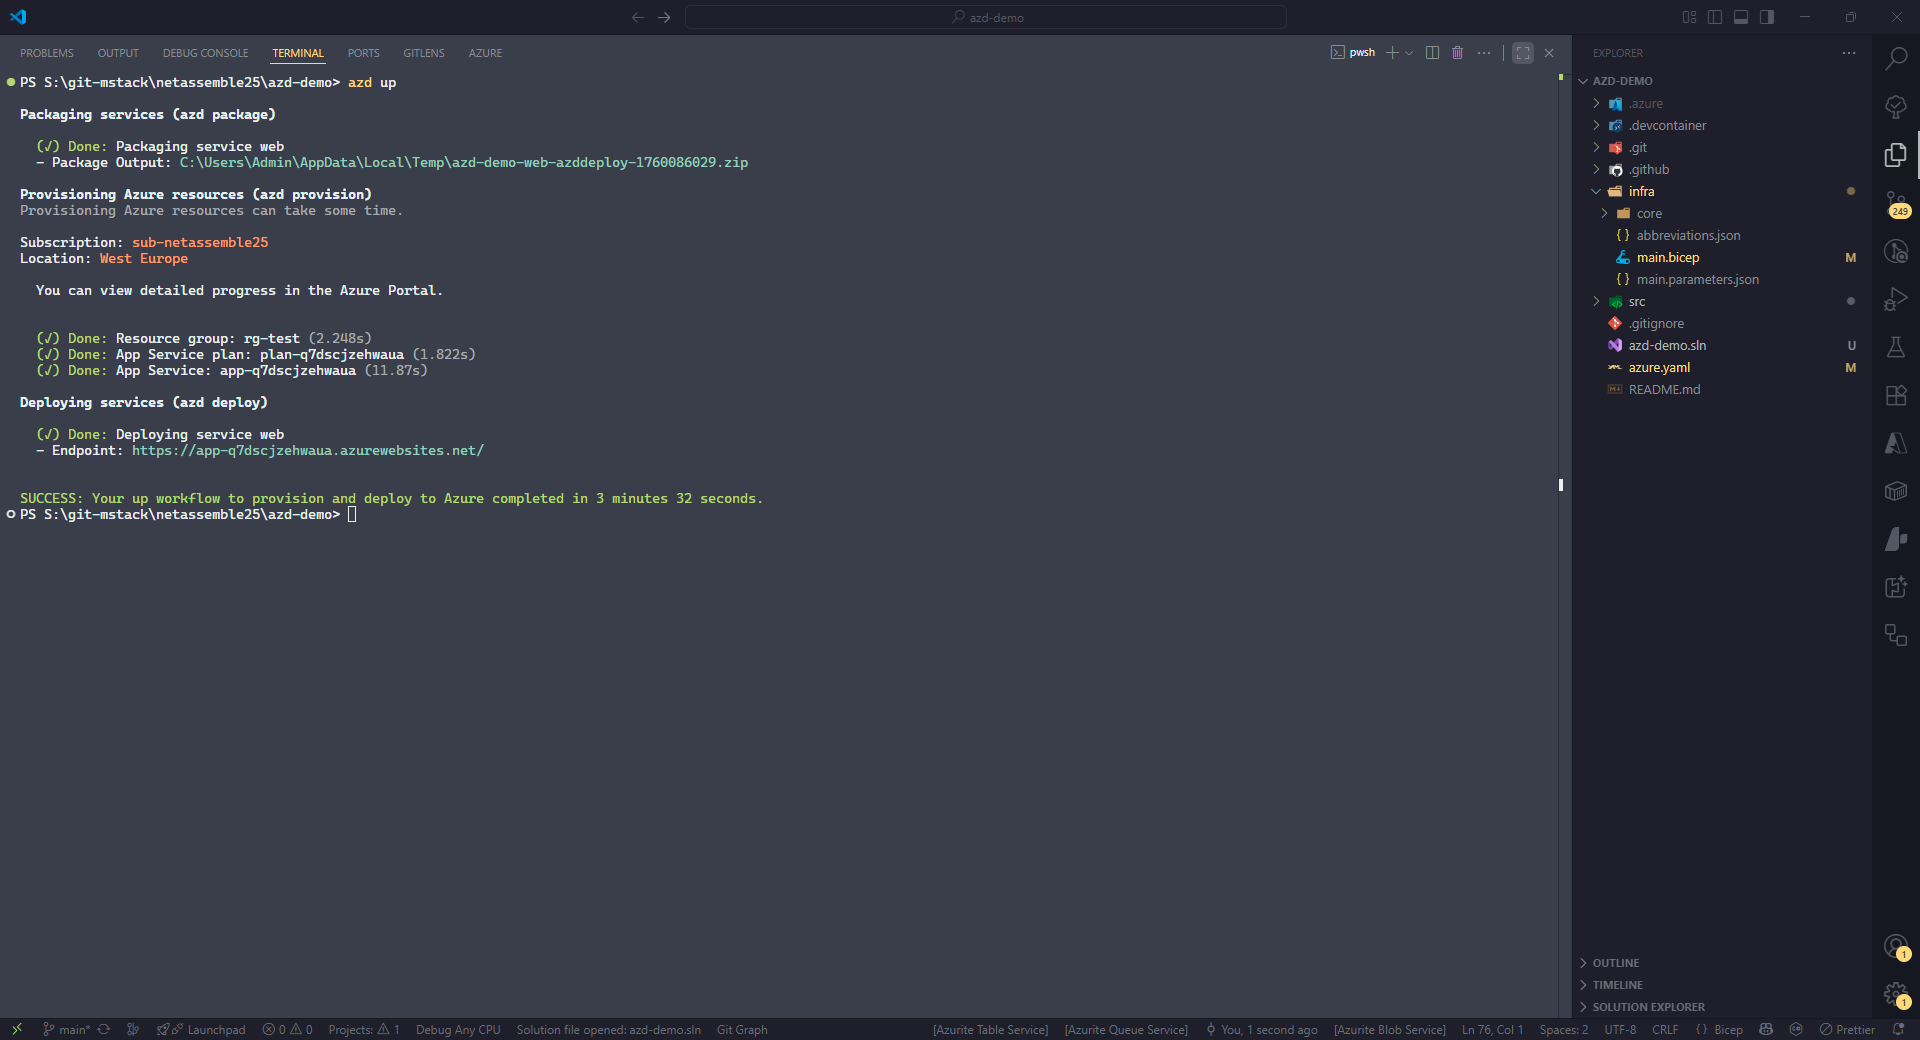 azd-demo
PROBLEMS OUTPUT DEBUG CONSOLE TERMINAL PORTS GITLENS AZURE
pwsh
PS S:\git-mstack\netassemble25\azd-demo> azd up
Packaging services (azd package)
(✓) Done: Packaging service web
- Package Output: C:\Users\Admin\AppData\Local\Temp\azd-demo-web-azddeploy-1760086029.zip
Provisioning Azure resources (azd provision)
Provisioning Azure resources can take some time.
Subscription: sub-netassemble25
Location: West Europe
You can view detailed progress in the Azure Portal.
(✓) Done: Resource group: rg-test (2.248s)
(✓) Done: App Service plan: plan-q7dscjzehwaua (1.822s)
(✓) Done: App Service: app-q7dscjzehwaua (11.87s)
Deploying services (azd deploy)
(✓) Done: Deploying service web
- Endpoint: https://app-q7dscjzehwaua.azurewebsites.net/
SUCCESS: Your up workflow to provision and deploy to Azure completed in 3 minutes 32 seconds.
PS S:\git-mstack\netassemble25\azd-demo>
EXPLORER
AZD-DEMO
.azure
.devcontainer
.git
.github
infra
core
abbreviations.json
main.bicep M
main.parameters.json
src
.gitignore
azd-demo.sln U
azure.yaml M
README.md
OUTLINE
TIMELINE
SOLUTION EXPLORER
249
1
1
main* Launchpad 0 0 Projects: 1 Debug Any CPU Solution file opened: azd-demo.sln Git Graph [Azurite Table Service] [Azurite Queue Service] You, 1 second ago [Azurite Blob Service] Ln 76, Col 1 Spaces: 2 UTF-8 CRLF { } Bicep Prettier